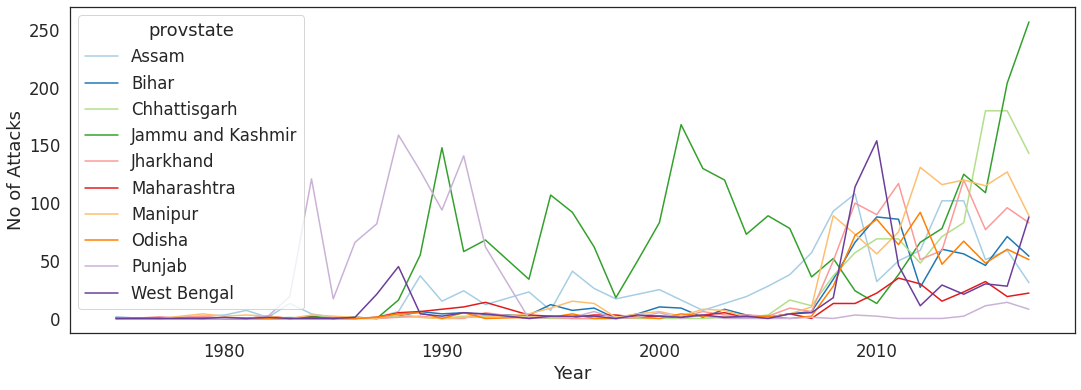 250
200
150
100
50
0
No of Attacks
provstate
Assam
Bihar
Chhattisgarh
Jammu and Kashmir
Jharkhand
Maharashtra
Manipur
Odisha
Punjab
West Bengal
1980 1990 2000 2010
Year